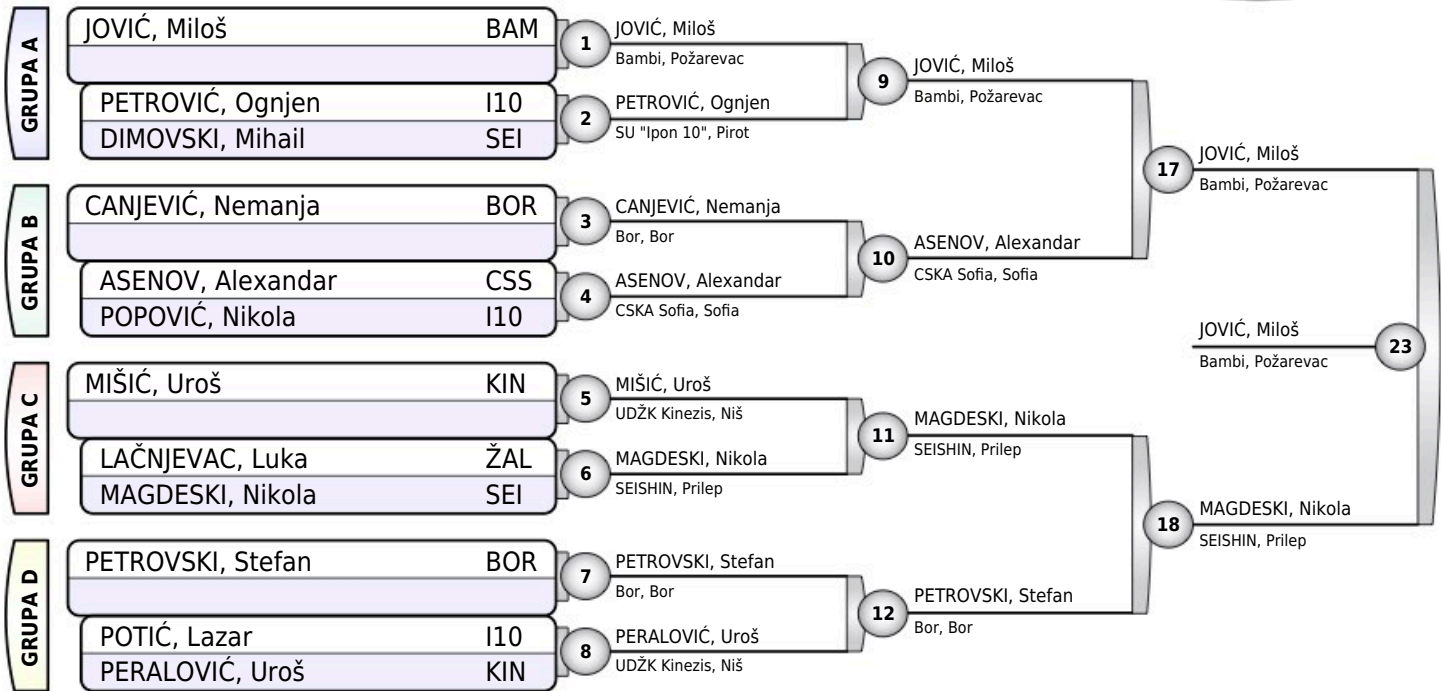 GRUPA A
JOVIĆ, Miloš BAM
PETROVIĆ, Ognjen I10
DIMOVSKI, Mihail SEI
GRUPA B
CANJEVIĆ, Nemanja BOR
ASENOV, Alexandar CSS
POPOVIĆ, Nikola I10
GRUPA C
MIŠIĆ, Uroš KIN
LAČNJEVAC, Luka ŽAL
MAGDESKI, Nikola SEI
GRUPA D
PETROVSKI, Stefan BOR
POTIĆ, Lazar I10
PERALOVIĆ, Uroš KIN
1
JOVIĆ, Miloš
Bambi, Požarevac
2
PETROVIĆ, Ognjen
SU "Ipon 10", Pirot
3
CANJEVIĆ, Nemanja
Bor, Bor
4
ASENOV, Alexandar
CSKA Sofia, Sofia
5
MIŠIĆ, Uroš
UDŽK Kinezis, Niš
6
MAGDESKI, Nikola
SEISHIN, Prilep
7
PETROVSKI, Stefan
Bor, Bor
8
PERALOVIĆ, Uroš
UDŽK Kinezis, Niš
9
JOVIĆ, Miloš
Bambi, Požarevac
10
ASENOV, Alexandar
CSKA Sofia, Sofia
11
MAGDESKI, Nikola
SEISHIN, Prilep
12
PETROVSKI, Stefan
Bor, Bor
17
JOVIĆ, Miloš
Bambi, Požarevac
18
MAGDESKI, Nikola
SEISHIN, Prilep
JOVIĆ, Miloš
Bambi, Požarevac
23